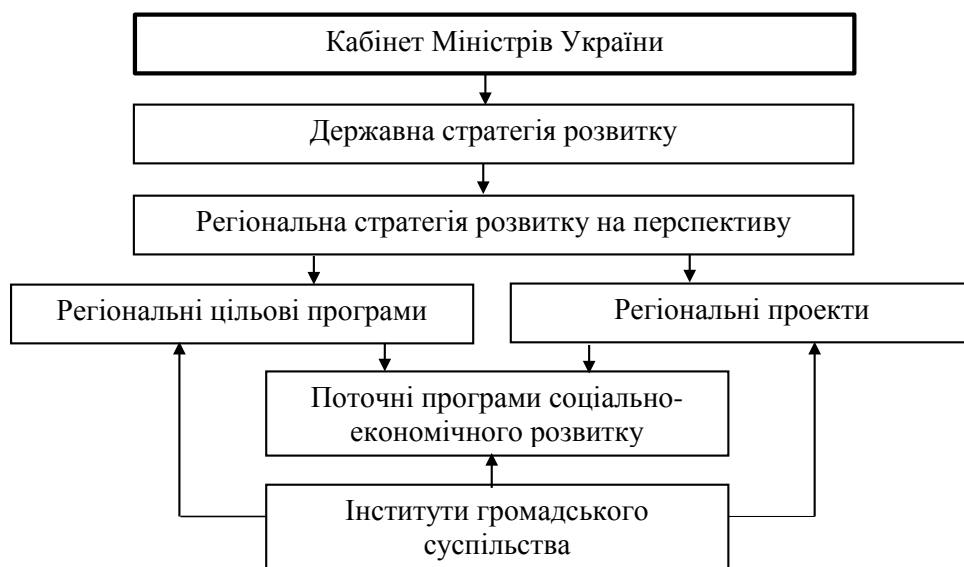 Кабінет Міністрів України
Державна стратегія розвитку
Регіональна стратегія розвитку на перспективу
Регіональні цільові програми
Регіональні проекти
Поточні програми соціально-
економічного розвитку
Інститути громадського
суспільства